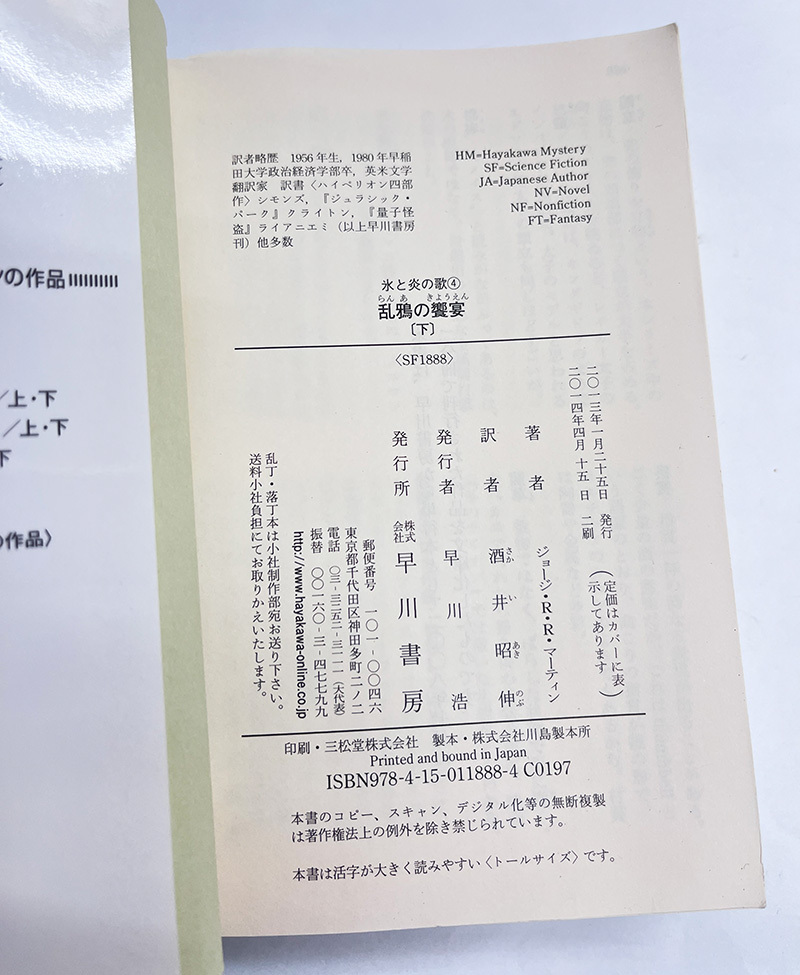 の作品
／上・下
／上・下
下
の作品〉
訳者略歴　1956年生，1980年早稲
田大学政治経済学部卒，英米文学
翻訳家　訳書〈ハイペリオン四部
作〉シモンズ，『ジュラシック・
パーク』クライトン，『量子怪
盗』ライアニエミ（以上早川書房
刊）他多数
HM=Hayakawa Mystery
SF=Science Fiction
JA=Japanese Author
NV=Novel
NF=Nonfiction
FT=Fantasy
氷と炎の歌④
らん あ きょうえん
乱鴉の饗宴
〔下〕
〈SF1888〉
二〇一三年一月二十五日　発行
二〇一四年四月　十五　日　二刷
（定価はカバーに表示してあります）
著者　ジョージ・R・R・マーティン
訳者　酒井昭伸
さか い あき のぶ
発行者　早川　浩
発行所　株式会社　早川書房
郵便番号　一〇一-〇〇四六
東京都千代田区神田多町二ノ二
電話　〇三-三二五二-三一一一（大代表）
振替　〇〇一六〇-三-四七七九九
http://www.hayakawa-online.co.jp
乱丁・落丁本は小社制作部宛お送り下さい。
送料小社負担にてお取りかえいたします。
印刷・三松堂株式会社　製本・株式会社川島製本所
Printed and bound in Japan
ISBN978-4-15-011888-4 C0197
本書のコピー、スキャン、デジタル化等の無断複製
は著作権法上の例外を除き禁じられています。
本書は活字が大きく読みやすい〈トールサイズ〉です。